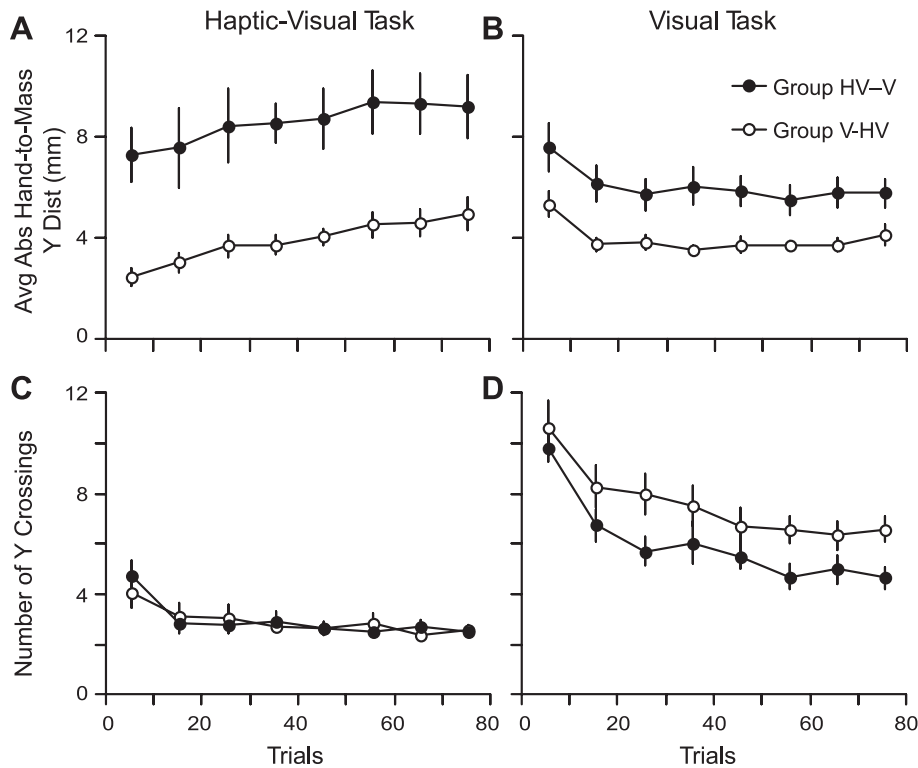 A
Haptic-Visual Task
B
Visual Task
12
8
4
0
Avg Abs Hand-to-Mass
Y Dist (mm)
Group HV–V
Group V-HV
C
D
12
8
4
0
Number of Y Crossings
0 20 40 60 80
0 20 40 60 80
Trials
Trials